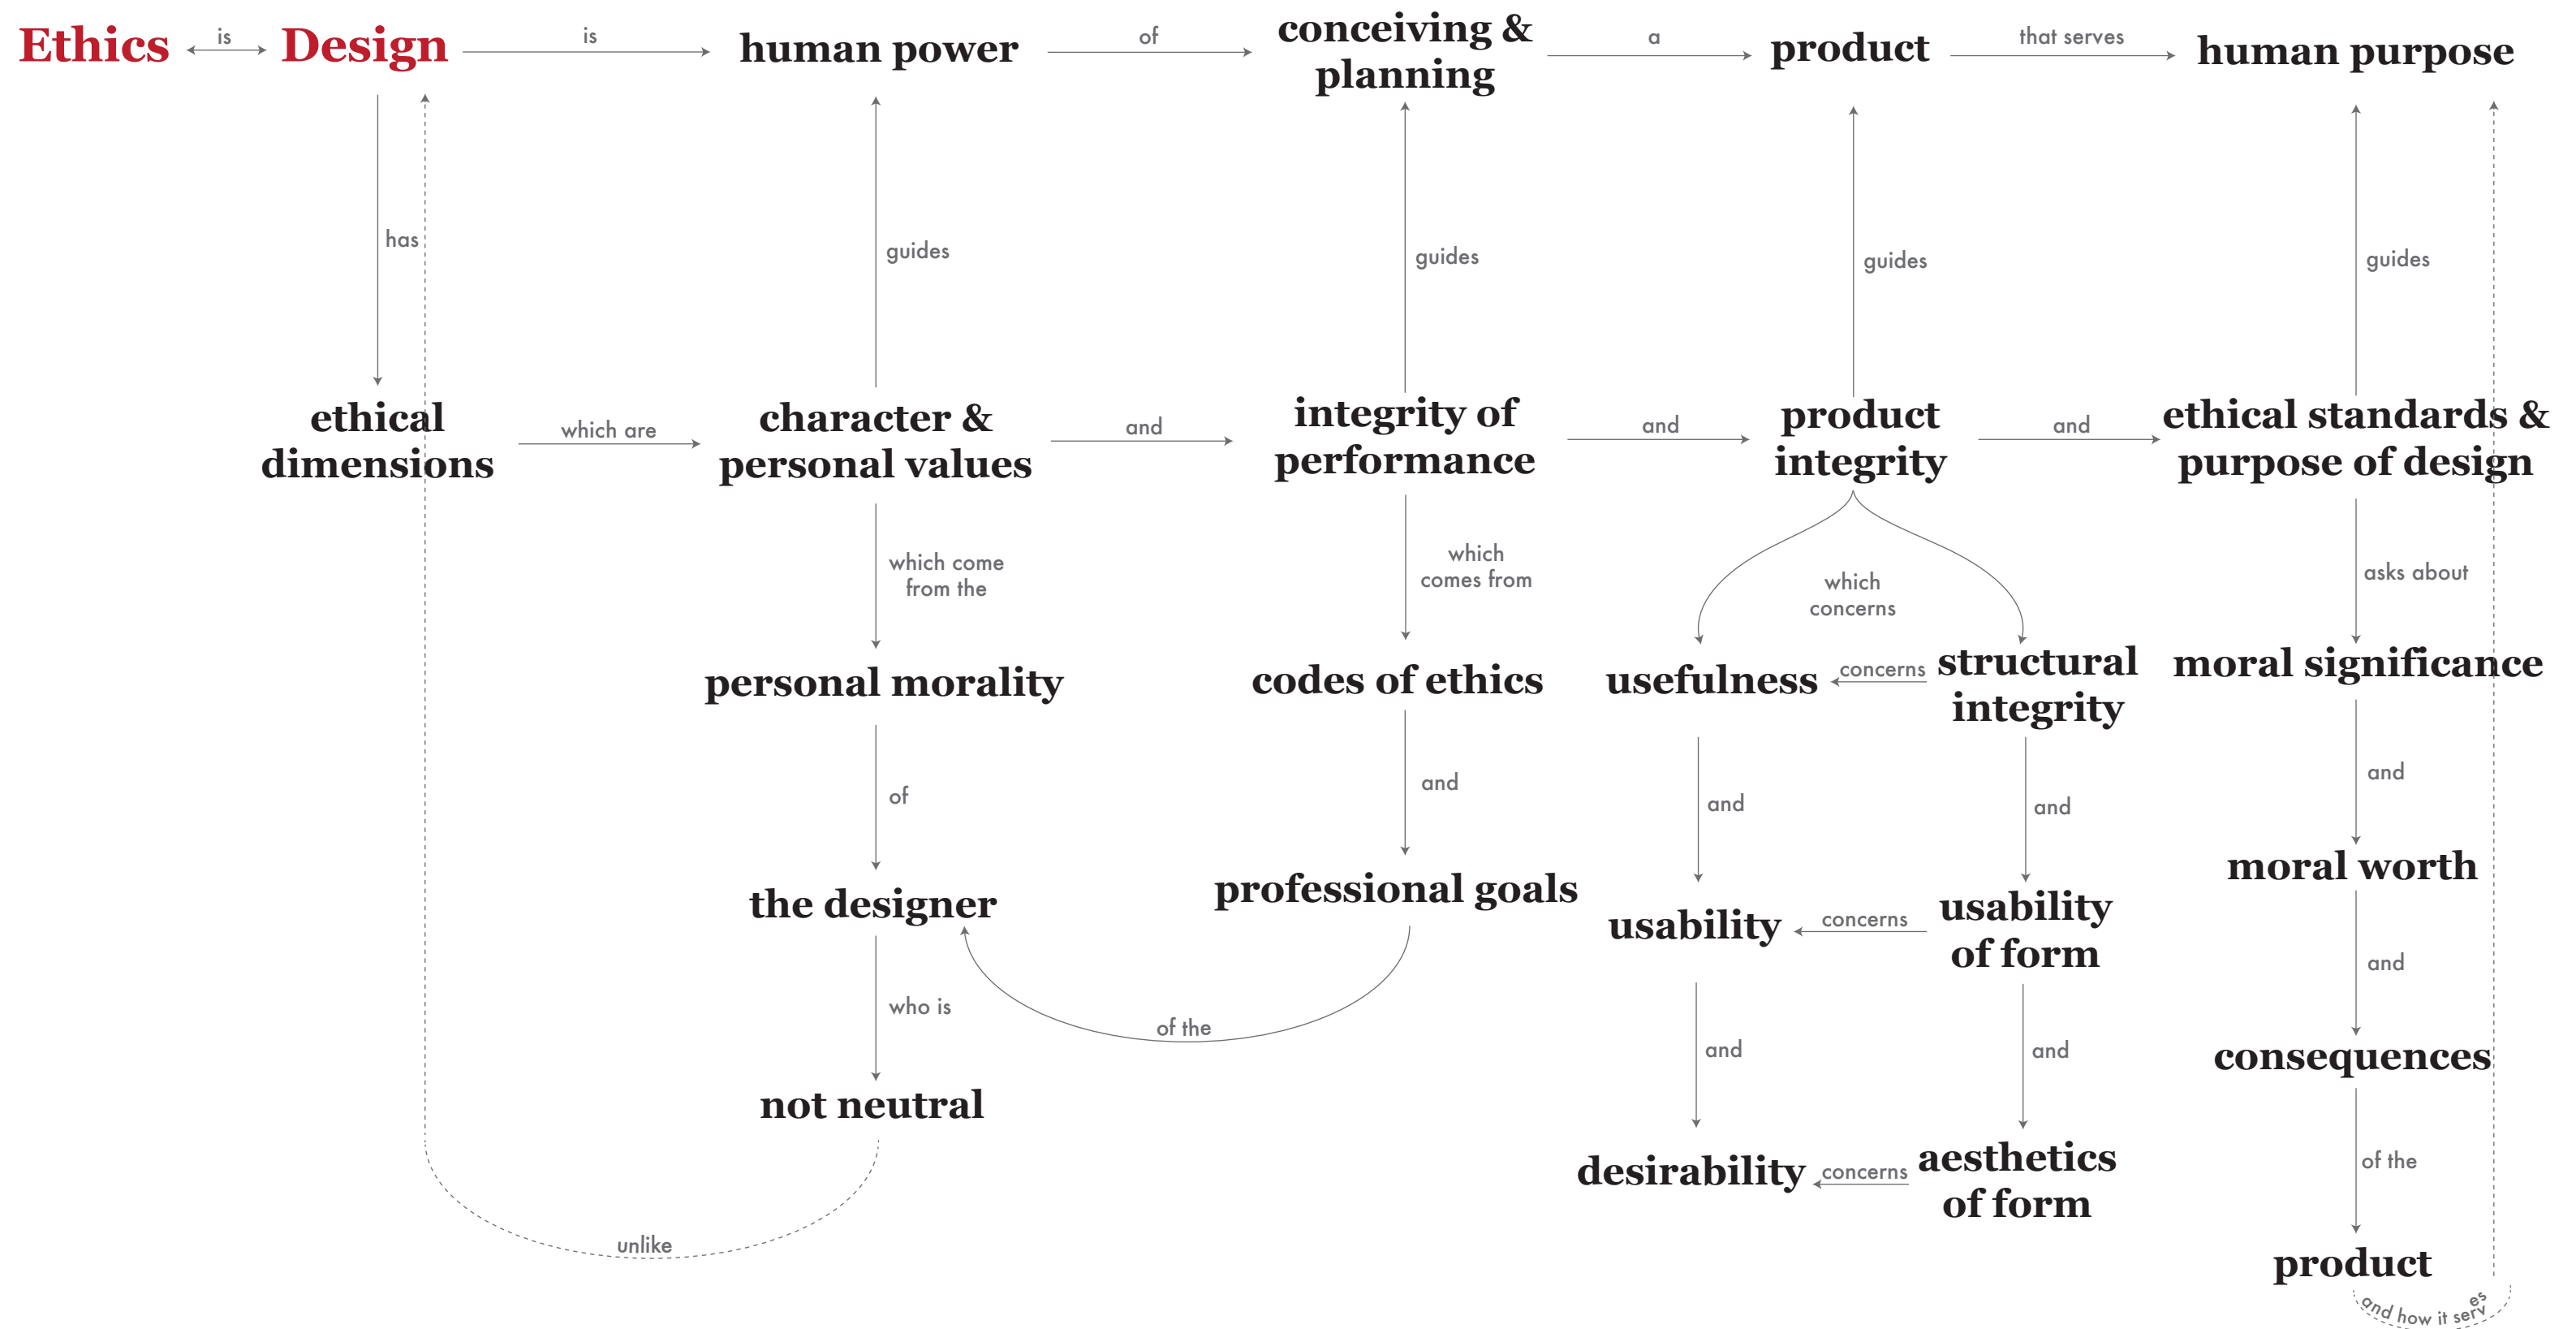 Ethics
is
Design
is
human power
of
conceiving &
planning
a
product
that serves
human purpose
has
guides
guides
guides
guides
ethical
dimensions
which are
character &
personal values
and
integrity of
performance
and
product
integrity
and
ethical standards &
purpose of design
which come
from the
which
comes from
which
concerns
asks about
personal morality
codes of ethics
usefulness
concerns
structural
integrity
moral significance
of
and
and
and
and
the designer
professional goals
usability
concerns
usability
of form
moral worth
and
who is
of the
and
and
consequences
not neutral
desirability
concerns
aesthetics
of form
of the
unlike
product
and how it serves